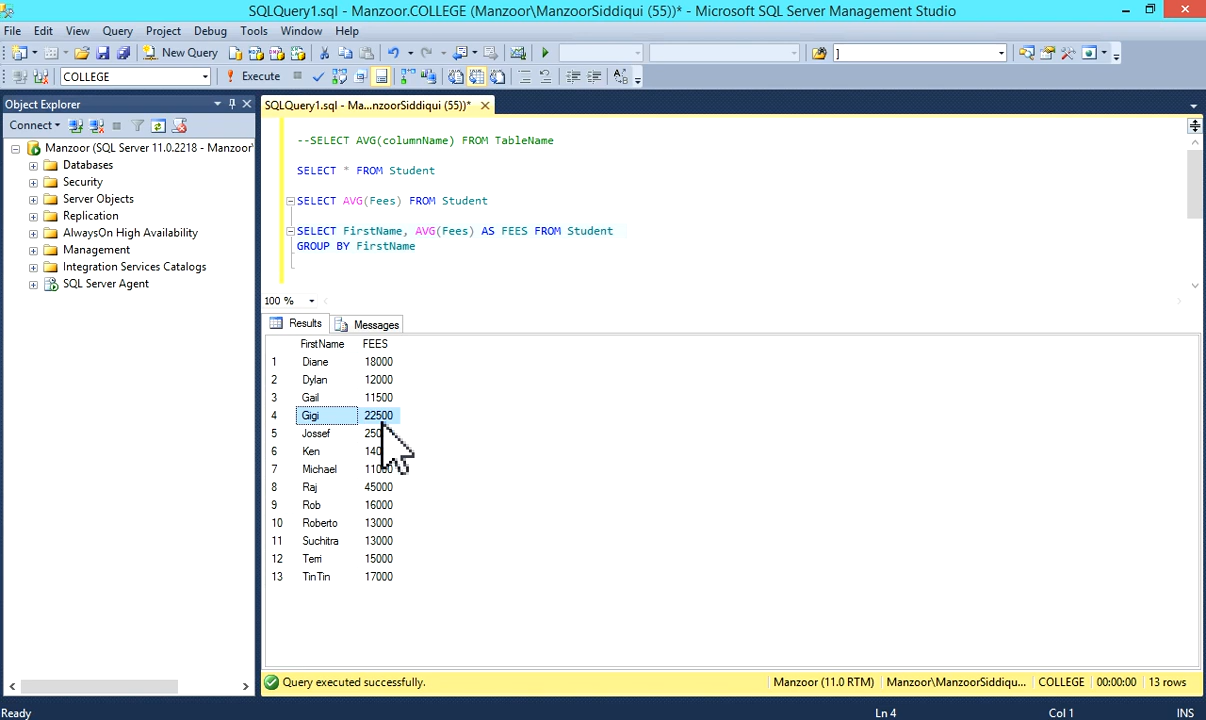 SQLQuery1.sql - Manzoor.COLLEGE (Manzoor\ManzoorSiddiqui (55))* - Microsoft SQL Server Management Studio
File Edit View Query Project Debug Tools Window Help
New Query ]
COLLEGE Execute
Object Explorer
Connect
Manzoor (SQL Server 11.0.2218 - Manzoor\
Databases
Security
Server Objects
Replication
AlwaysOn High Availability
Management
Integration Services Catalogs
SQL Server Agent
SQLQuery1.sql - Ma...nzoorSiddiqui (55))*
--SELECT AVG(columnName) FROM TableName
SELECT * FROM Student
SELECT AVG(Fees) FROM Student
SELECT FirstName, AVG(Fees) AS FEES FROM Student
GROUP BY FirstName
100 %
Results Messages
FirstName FEES
1 Diane 18000
2 Dylan 12000
3 Gail 11500
4 Gigi 22500
5 Jossef
6 Ken
7 Michael 11000
8 Raj 45000
9 Rob 16000
10 Roberto 13000
11 Suchitra 13000
12 Terri 15000
13 TinTin 17000
Query executed successfully. Manzoor (11.0 RTM) Manzoor\ManzoorSiddiqu... COLLEGE 00:00:00 13 rows
Ready Ln 4 Col 1 INS